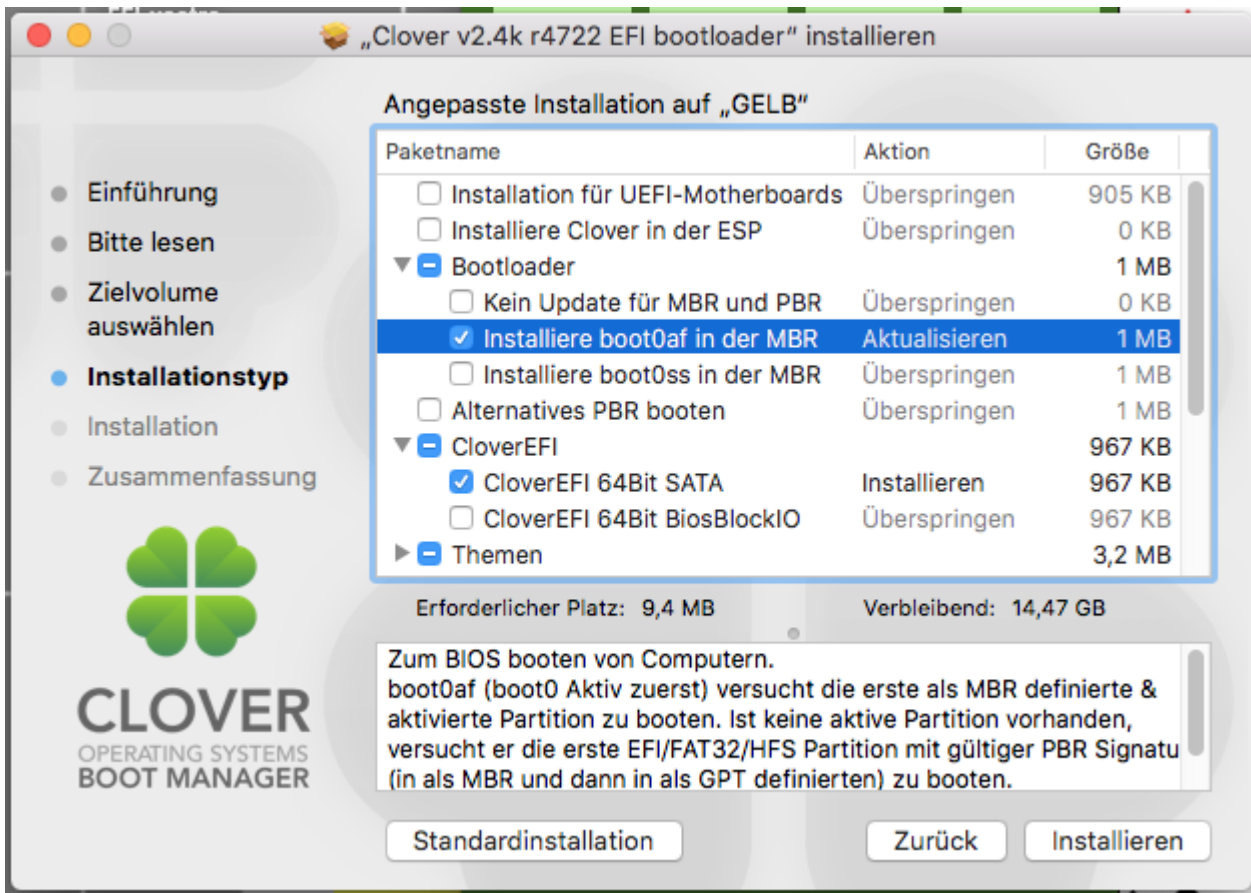 „Clover v2.4k r4722 EFI bootloader“ installieren
Angepasste Installation auf „GELB“
Paketname Aktion Größe
Einführung
Bitte lesen
Zielvolume
auswählen
Installationstyp
Installation
Zusammenfassung
Installation für UEFI-Motherboards Überspringen 905 KB
Installiere Clover in der ESP Überspringen 0 KB
Bootloader 1 MB
Kein Update für MBR und PBR Überspringen 0 KB
Installiere boot0af in der MBR Aktualisieren 1 MB
Installiere boot0ss in der MBR Überspringen 1 MB
Alternatives PBR booten Überspringen 1 MB
CloverEFI 967 KB
CloverEFI 64Bit SATA Installieren 967 KB
CloverEFI 64Bit BiosBlockIO Überspringen 967 KB
Themen 3,2 MB
Erforderlicher Platz: 9,4 MB Verbleibend: 14,47 GB
Zum BIOS booten von Computern.
boot0af (boot0 Aktiv zuerst) versucht die erste als MBR definierte &
aktivierte Partition zu booten. Ist keine aktive Partition vorhanden,
versucht er die erste EFI/FAT32/HFS Partition mit gültiger PBR Signatu
(in als MBR und dann in als GPT definierten) zu booten.
CLOVER
OPERATING SYSTEMS
BOOT MANAGER
Standardinstallation Zurück Installieren